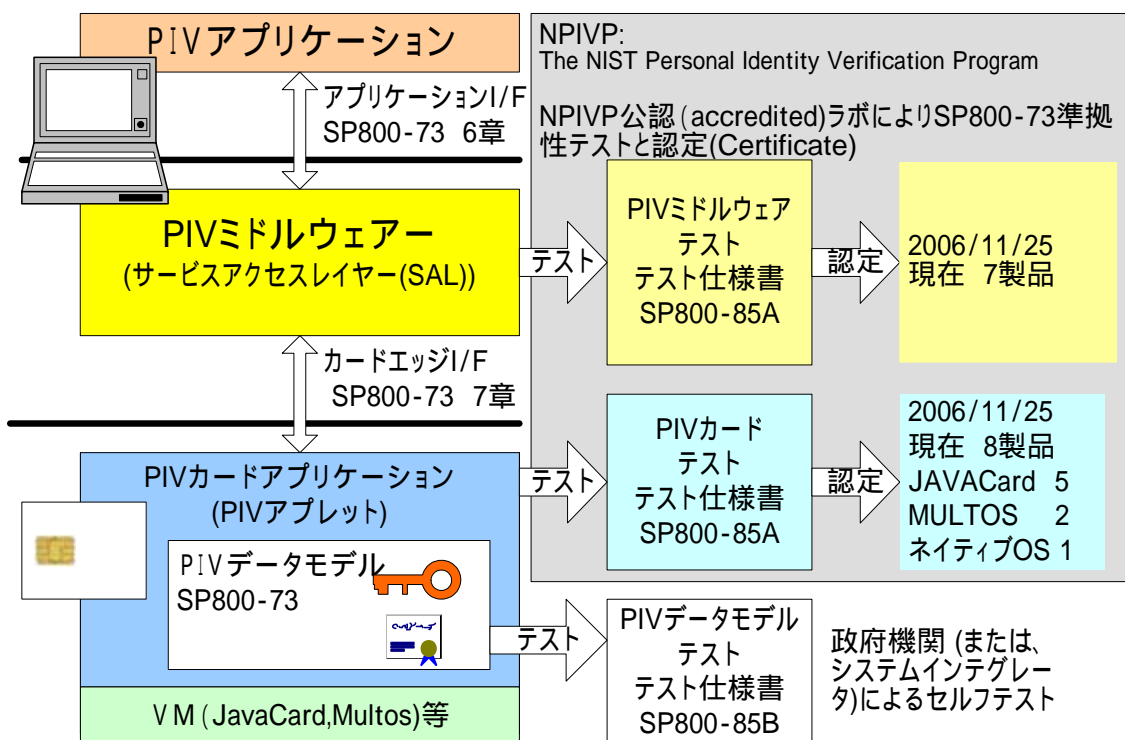 PIVアプリケーション
アプリケーションI/F
SP800-73 6章
PIVミドルウェアー
(サービスアクセスレイヤー(SAL))
カードエッジI/F
SP800-73 7章
PIVカードアプリケーション
(PIVアプレット)
PIVデータモデル
SP800-73
VM(JavaCard,Multos)等
NPIVP:
The NIST Personal Identity Verification Program
NPIVP公認(accredited)ラボによりSP800-73準拠
性テストと認定(Certificate)
テスト
PIVミドルウェア
テスト
テスト仕様書
SP800-85A
認定
2006/11/25
現在 7製品
テスト
PIVカード
テスト
テスト仕様書
SP800-85A
認定
2006/11/25
現在 8製品
JAVACard 5
MULTOS 2
ネイティブOS 1
テスト
PIVデータモデル
テスト
テスト仕様書
SP800-85B
政府機関 (または、
システムインテグレー
タ)によるセルフテスト